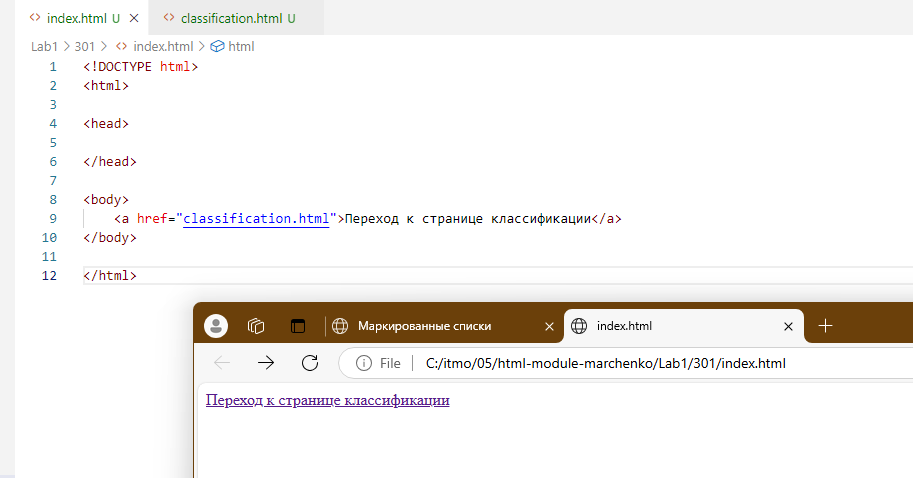 index.html U
classification.html U
Lab1 > 301 > index.html > html
1 <!DOCTYPE html>
2 <html>
3
4 <head>
5
6 </head>
7
8 <body>
9 <a href="classification.html">Переход к странице классификации</a>
10 </body>
11
12 </html>
Маркированные списки
index.html
File C:/itmo/05/html-module-marchenko/Lab1/301/index.html
Переход к странице классификации